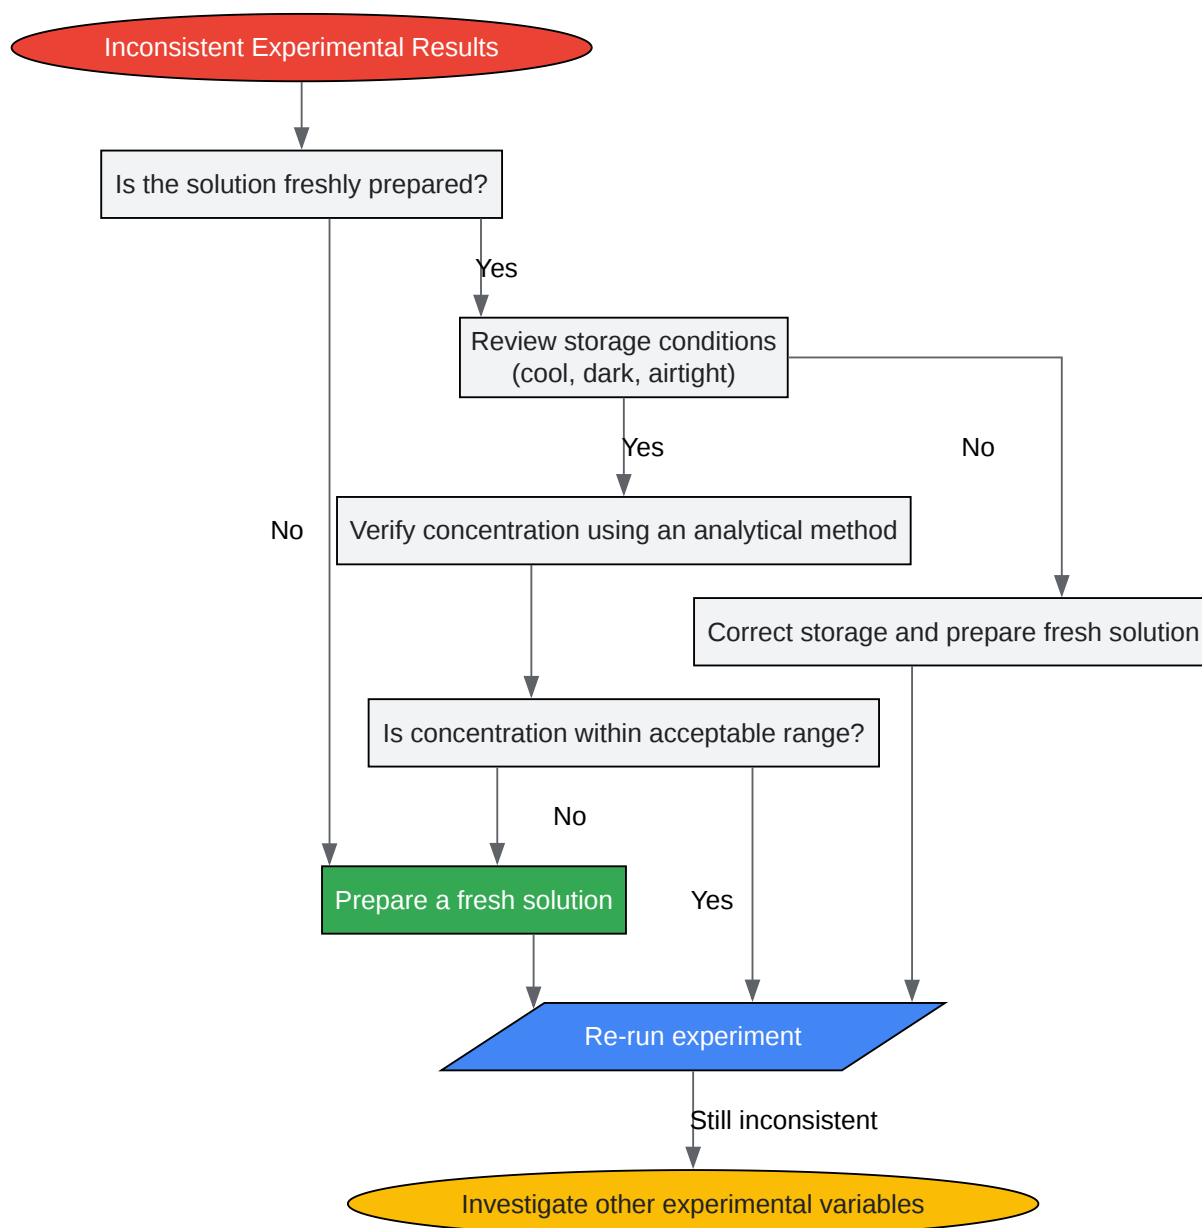 Inconsistent Experimental Results
Is the solution freshly prepared?
Yes
Review storage conditions
(cool, dark, airtight)
Yes
No
No
Verify concentration using an analytical method
Correct storage and prepare fresh solution
Is concentration within acceptable range?
No
Prepare a fresh solution
Yes
Re-run experiment
Still inconsistent
Investigate other experimental variables